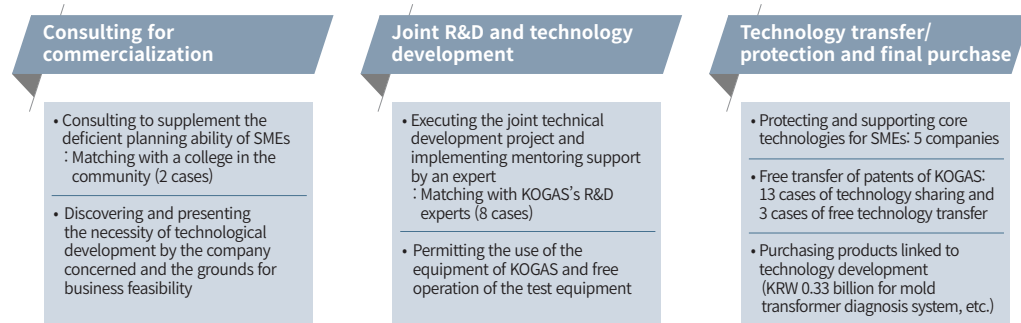 Consulting for
commercialization
• Consulting to supplement the
deficient planning ability of SMEs
: Matching with a college in the
community (2 cases)
• Discovering and presenting
the necessity of technological
development by the company
concerned and the grounds for
business feasibility
Joint R&D and technology
development
• Executing the joint technical
development project and
implementing mentoring support
by an expert
: Matching with KOGAS's R&D
experts (8 cases)
• Permitting the use of the
equipment of KOGAS and free
operation of the test equipment
Technology transfer/
protection and final purchase
• Protecting and supporting core
technologies for SMEs: 5 companies
• Free transfer of patents of KOGAS:
13 cases of technology sharing and
3 cases of free technology transfer
• Purchasing products linked to
technology development
(KRW 0.33 billion for mold
transformer diagnosis system, etc.)